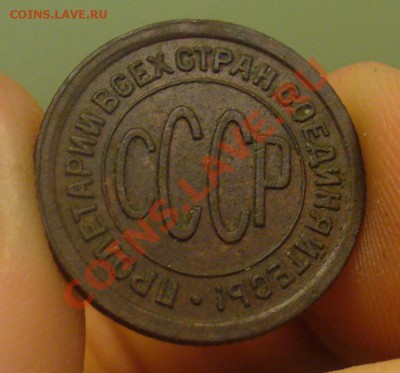 COINS.LAVE.RU
ПРОЛЕТАРИИ ВСЕХ СТРАН СОЕДИНЯЙТЕСЬ!
СССР
COINS.LAVE.RU